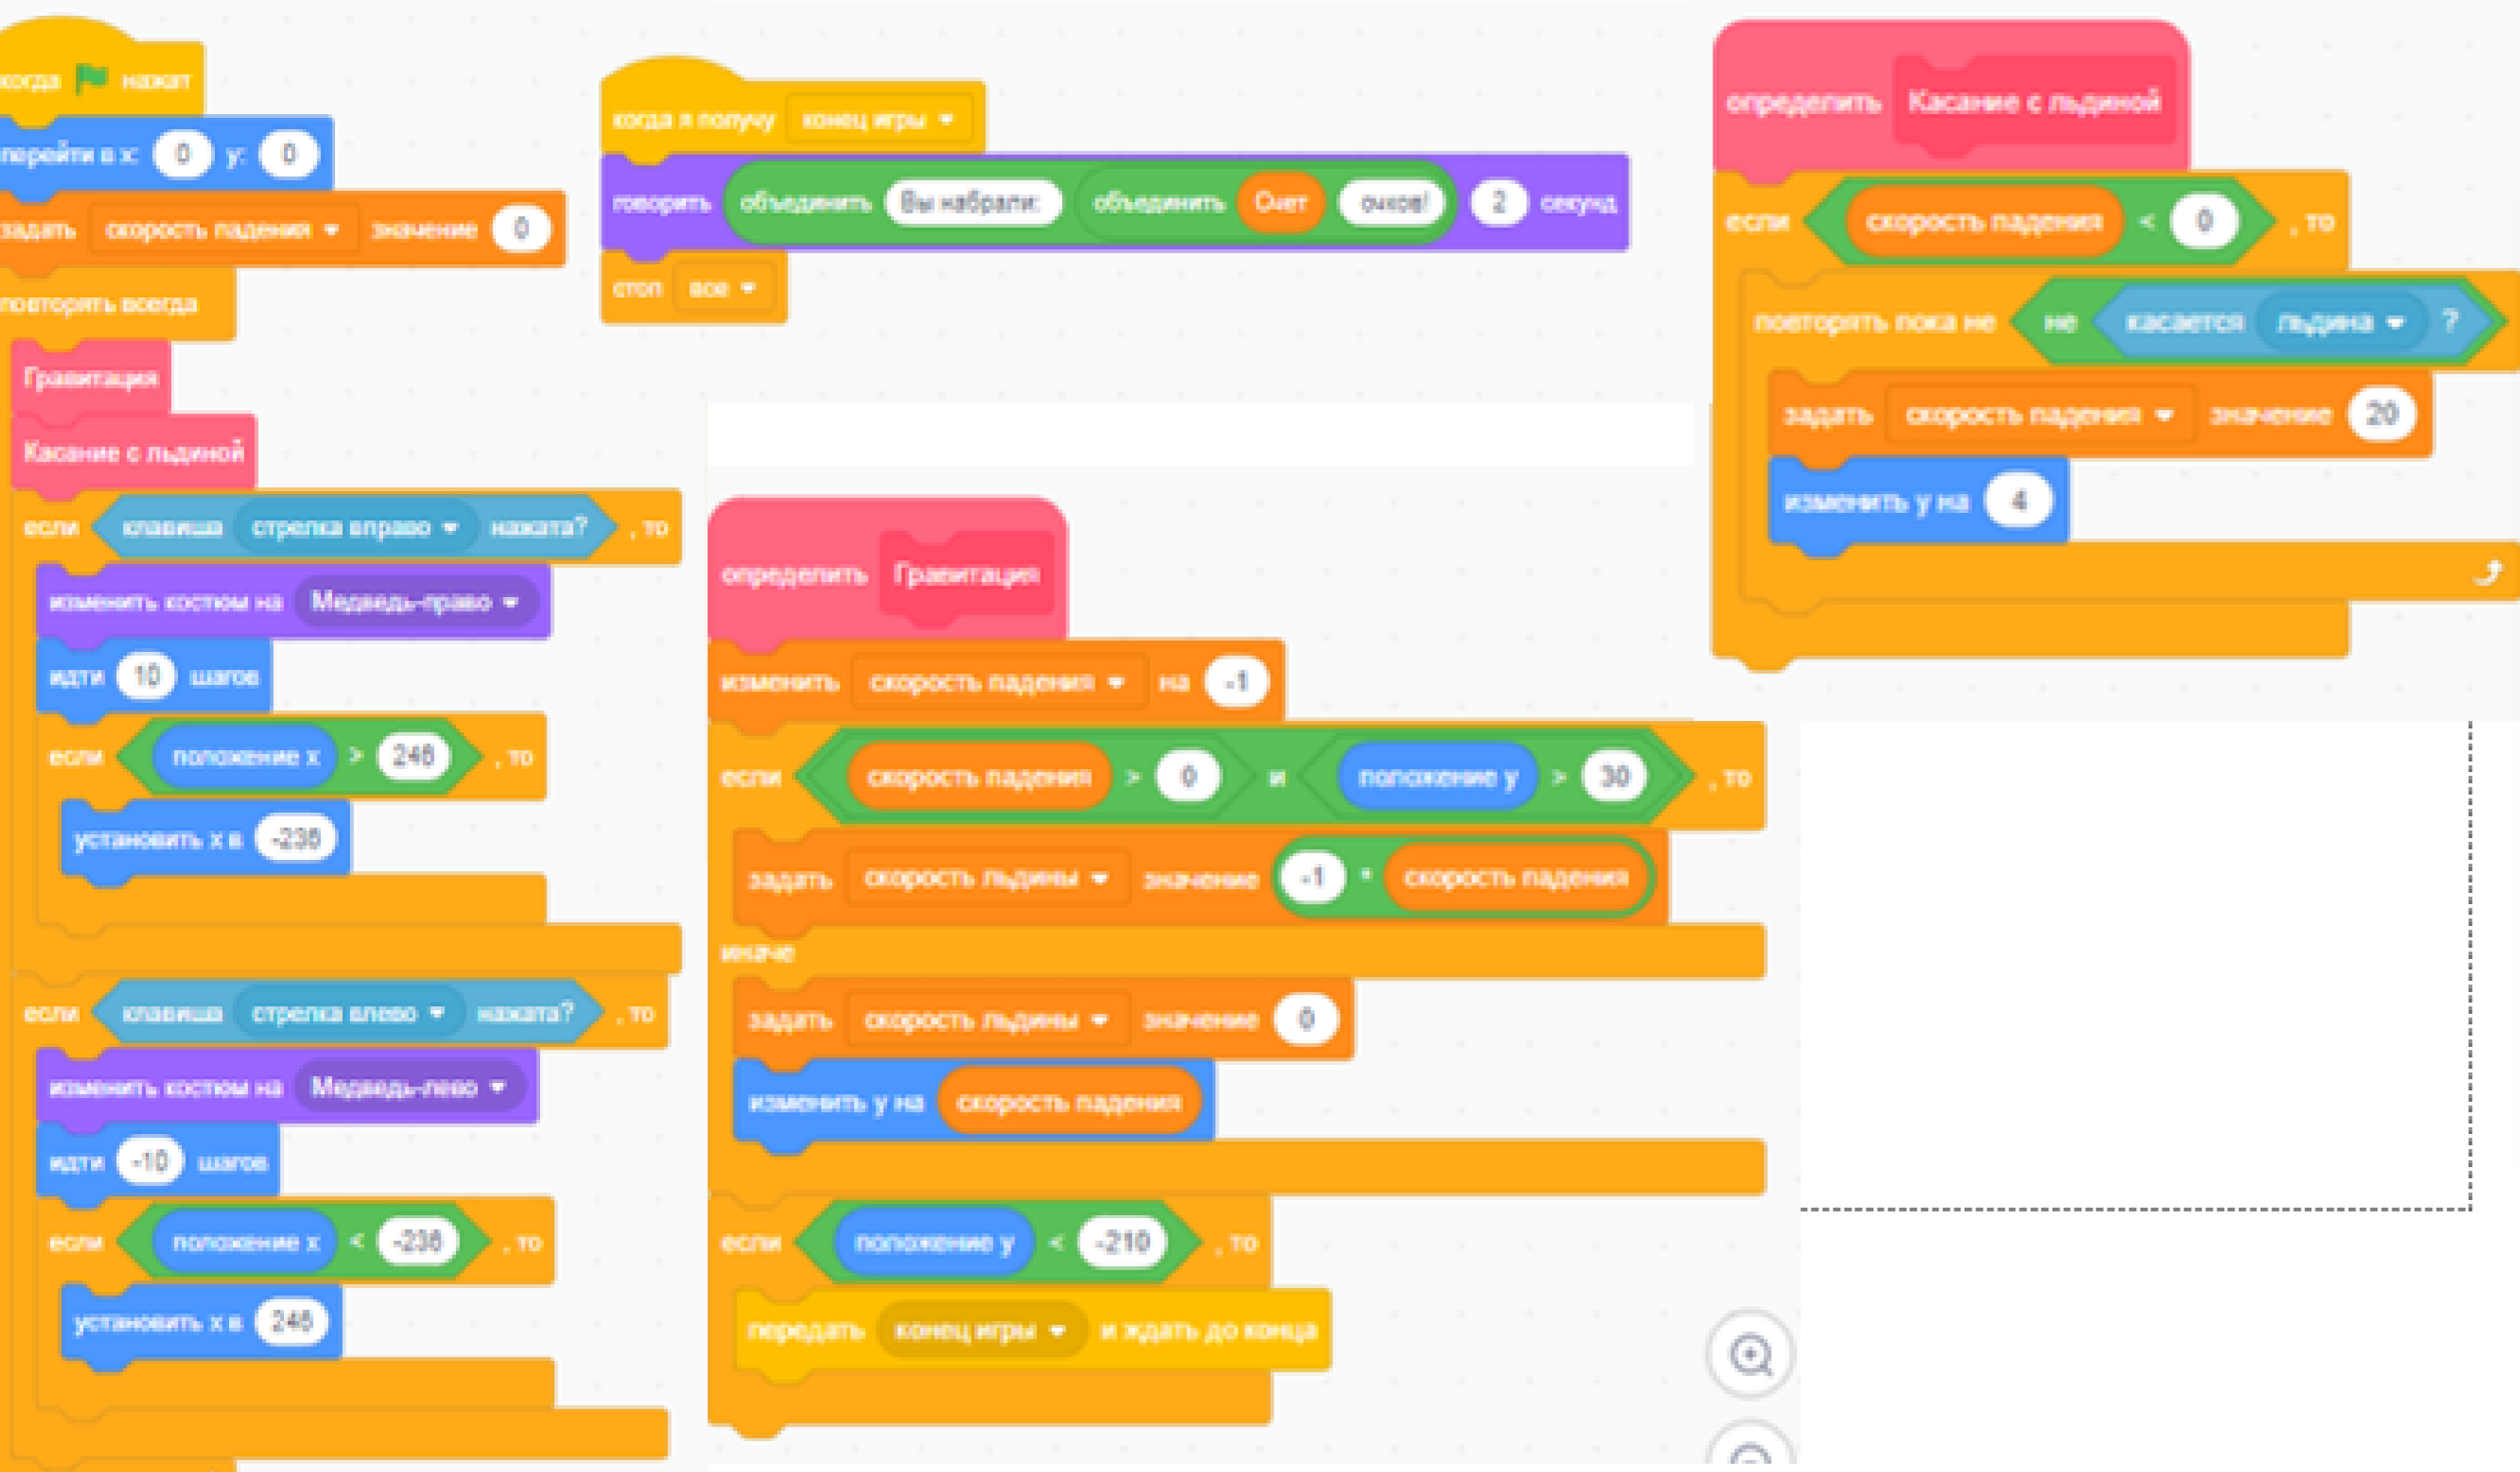 когда нажат
перейти в x: 0 y: 0
задать скорость падения значение 0
повторять всегда
Гравитация
Касание с льдиной
если клавиша стрелка вправо нажата? , то
изменить костюм на Медведь-право
идти 10 шагов
если положение x > 246 , то
установить x в -236
если клавиша стрелка влево нажата? , то
изменить костюм на Медведь-лево
идти -10 шагов
если положение x < -236 , то
установить x в 246
когда я получу конец игры
говорить объединить Вы набрали: объединить Счет очков! 2 секунд
стоп все
определить Гравитация
изменить скорость падения на -1
если скорость падения > 0 и положение y > 30 , то
задать скорость льдины значение -1 * скорость падения
иначе
задать скорость льдины значение 0
изменить y на скорость падения
если положение y < -210 , то
передать конец игры и ждать до конца
определить Касание с льдиной
если скорость падения < 0 , то
повторять пока не не касается льдина ?
задать скорость падения значение 20
изменить y на 4